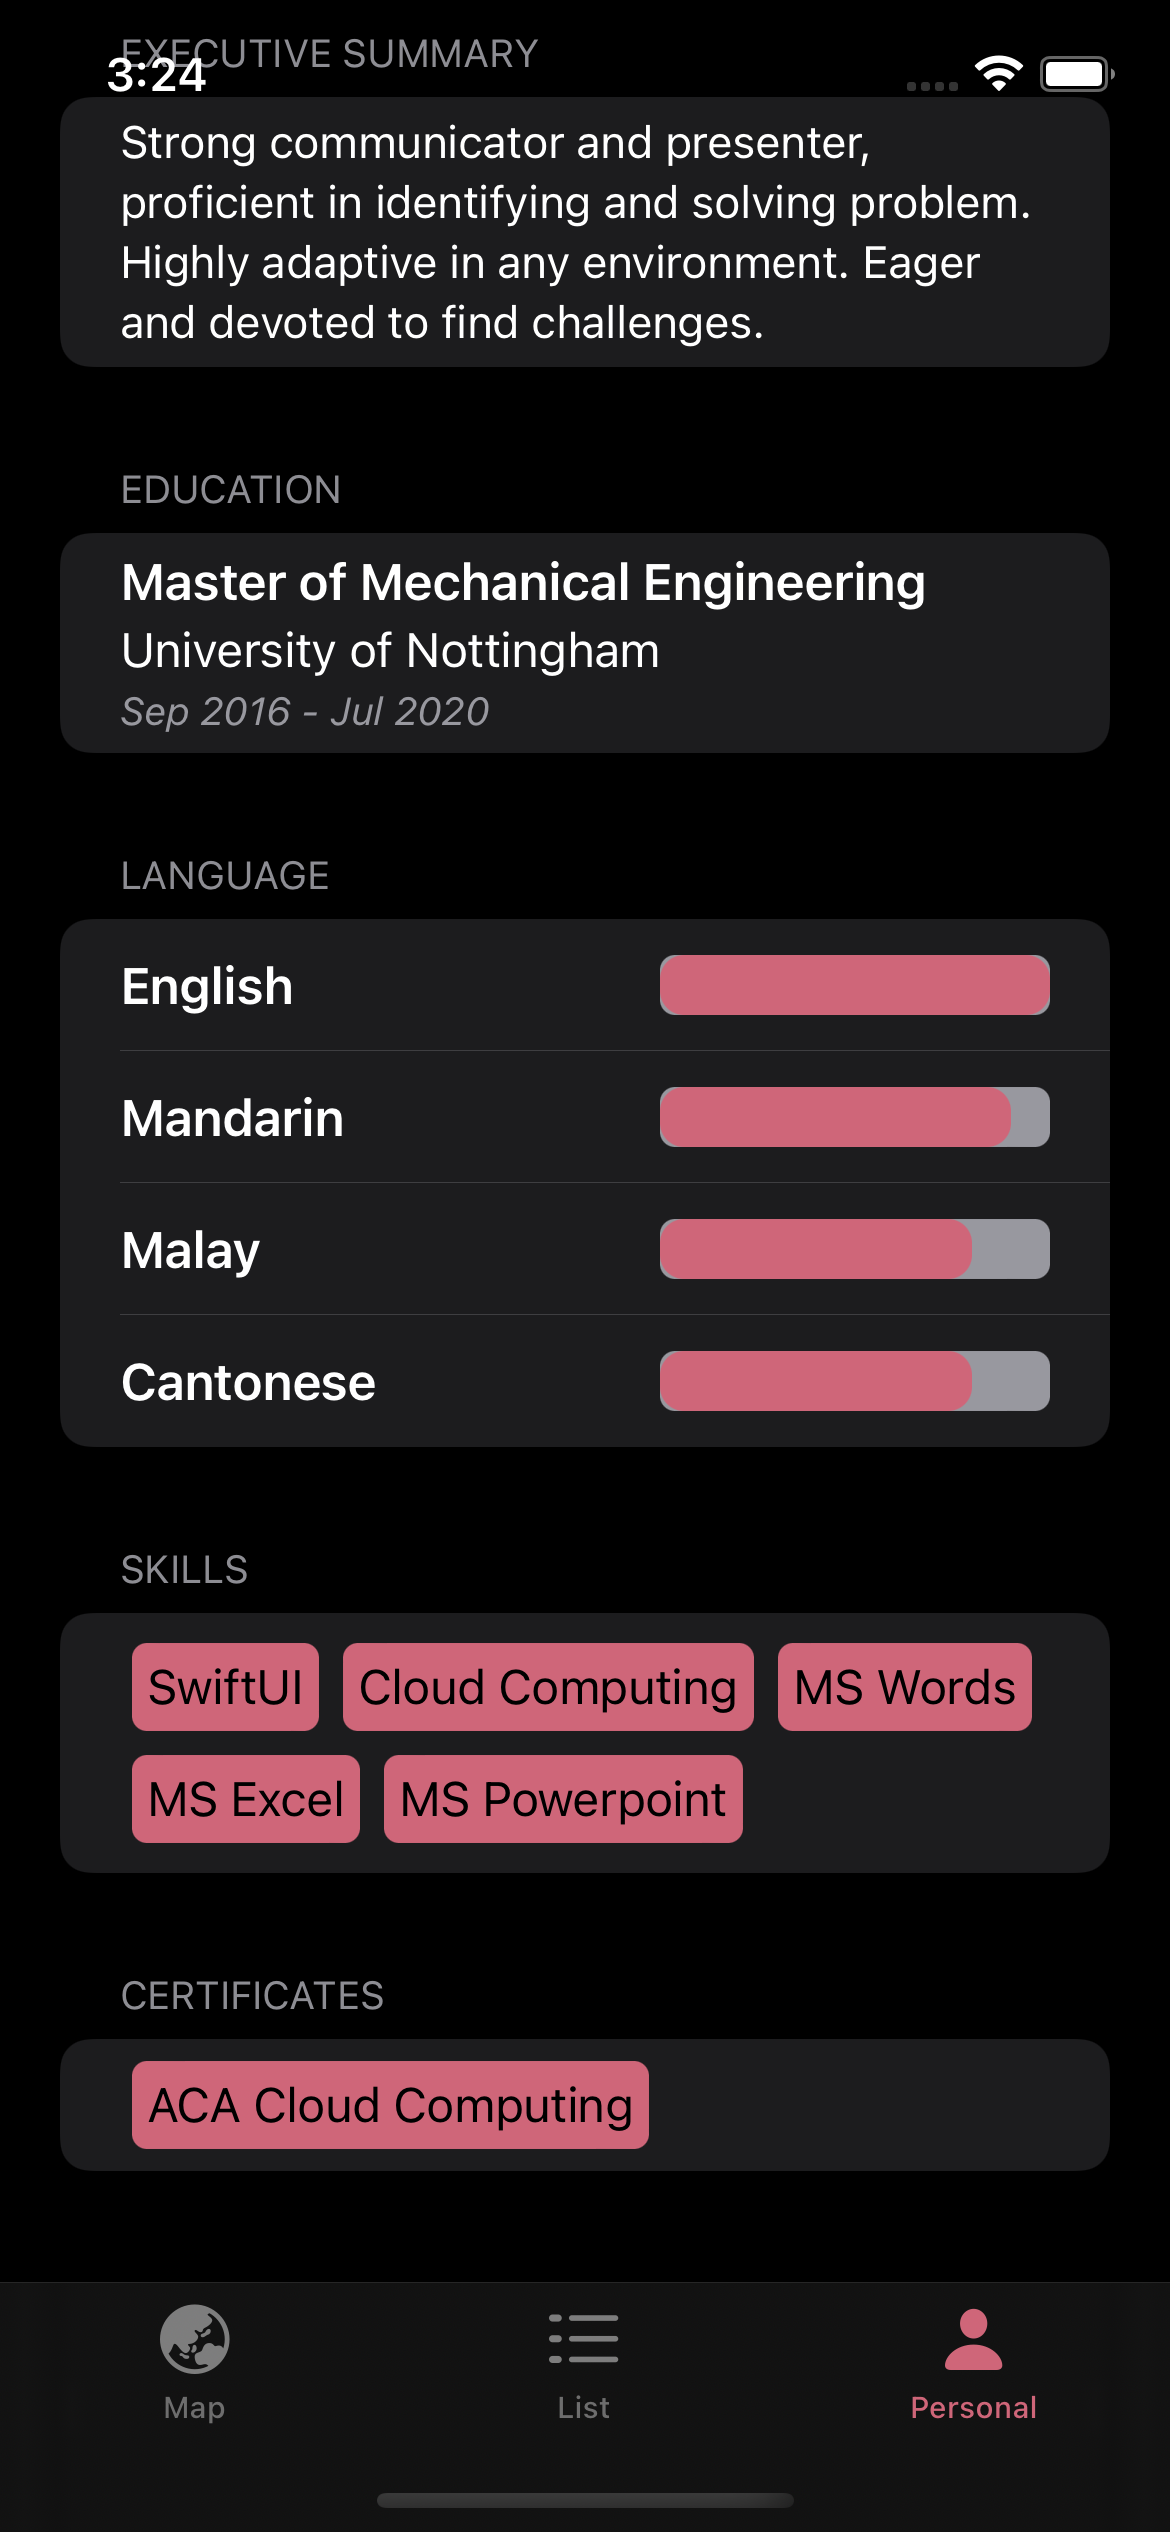 EXECUTIVE SUMMARY
3:24
Strong communicator and presenter,
proficient in identifying and solving problem.
Highly adaptive in any environment. Eager
and devoted to find challenges.
EDUCATION
Master of Mechanical Engineering
University of Nottingham
Sep 2016 - Jul 2020
LANGUAGE
English
Mandarin
Malay
Cantonese
SKILLS
SwiftUI Cloud Computing MS Words
MS Excel MS Powerpoint
CERTIFICATES
ACA Cloud Computing
Map List Personal